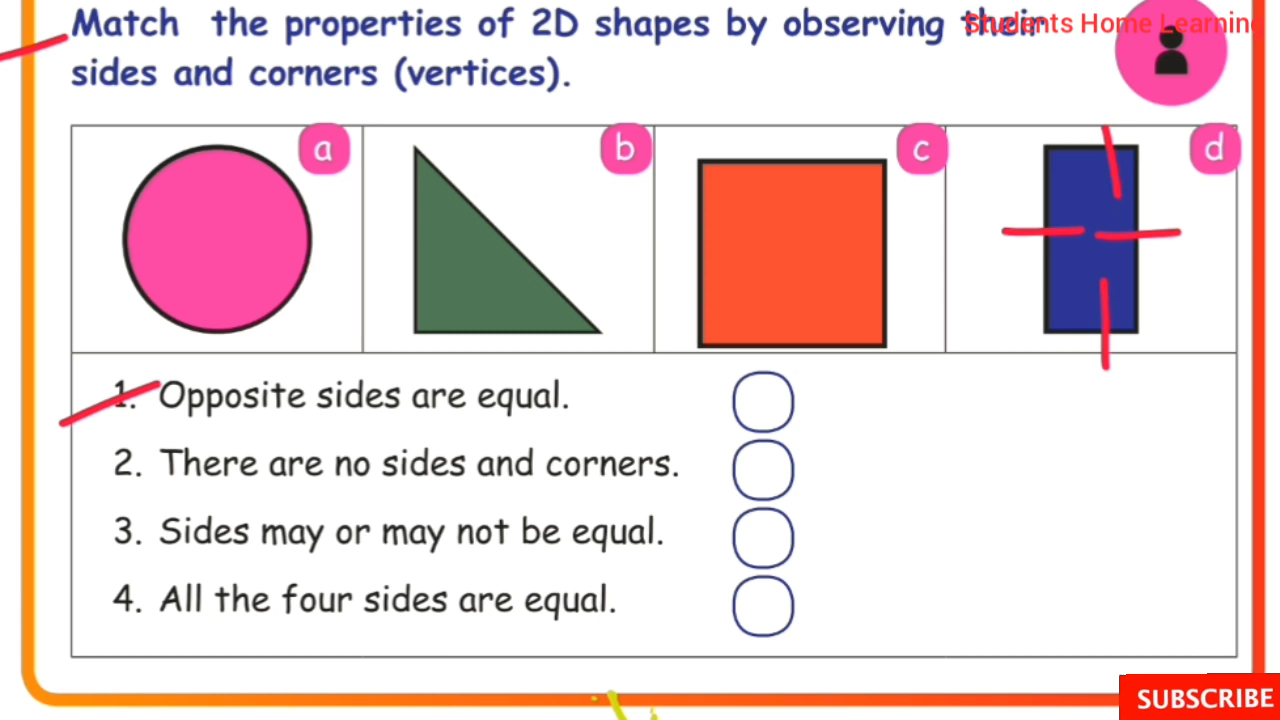 Match the properties of 2D shapes by observing their
Students Home Learning
sides and corners (vertices).
a
b
c
d
1. Opposite sides are equal.
2. There are no sides and corners.
3. Sides may or may not be equal.
4. All the four sides are equal.
SUBSCRIBE